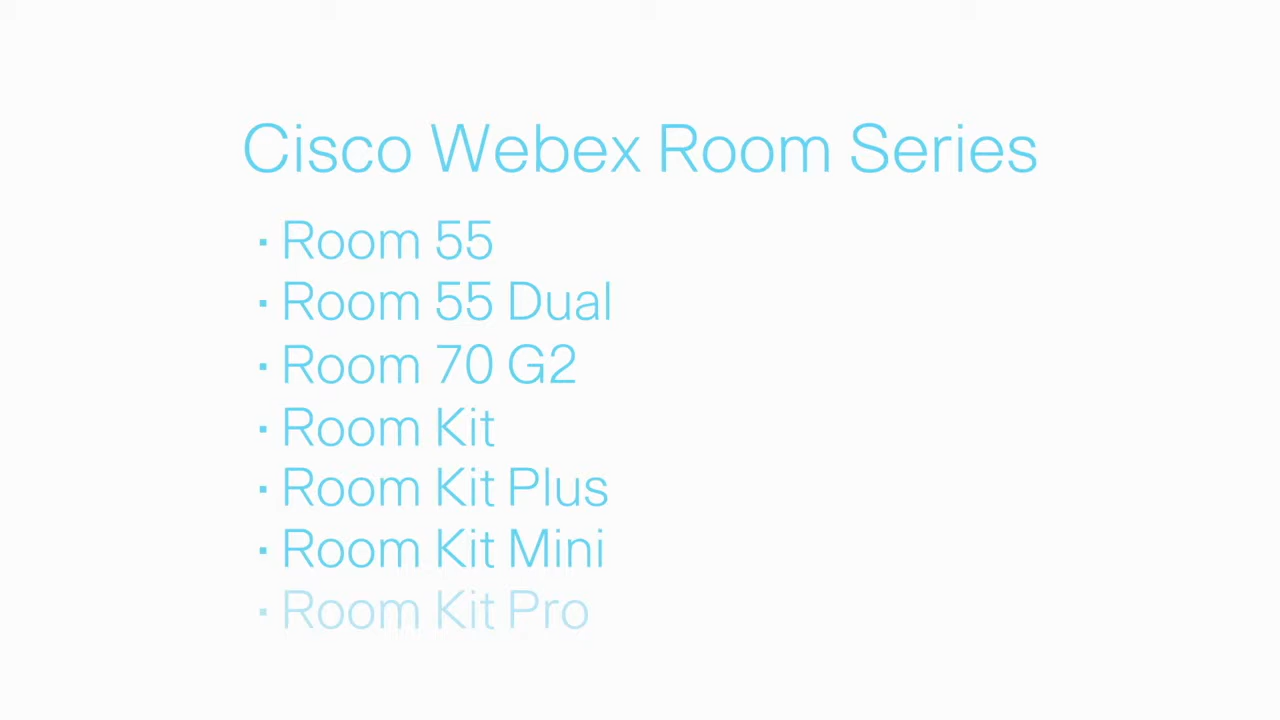 Cisco Webex Room Series
· Room 55
· Room 55 Dual
· Room 70 G2
· Room Kit
· Room Kit Plus
· Room Kit Mini
· Room Kit Pro